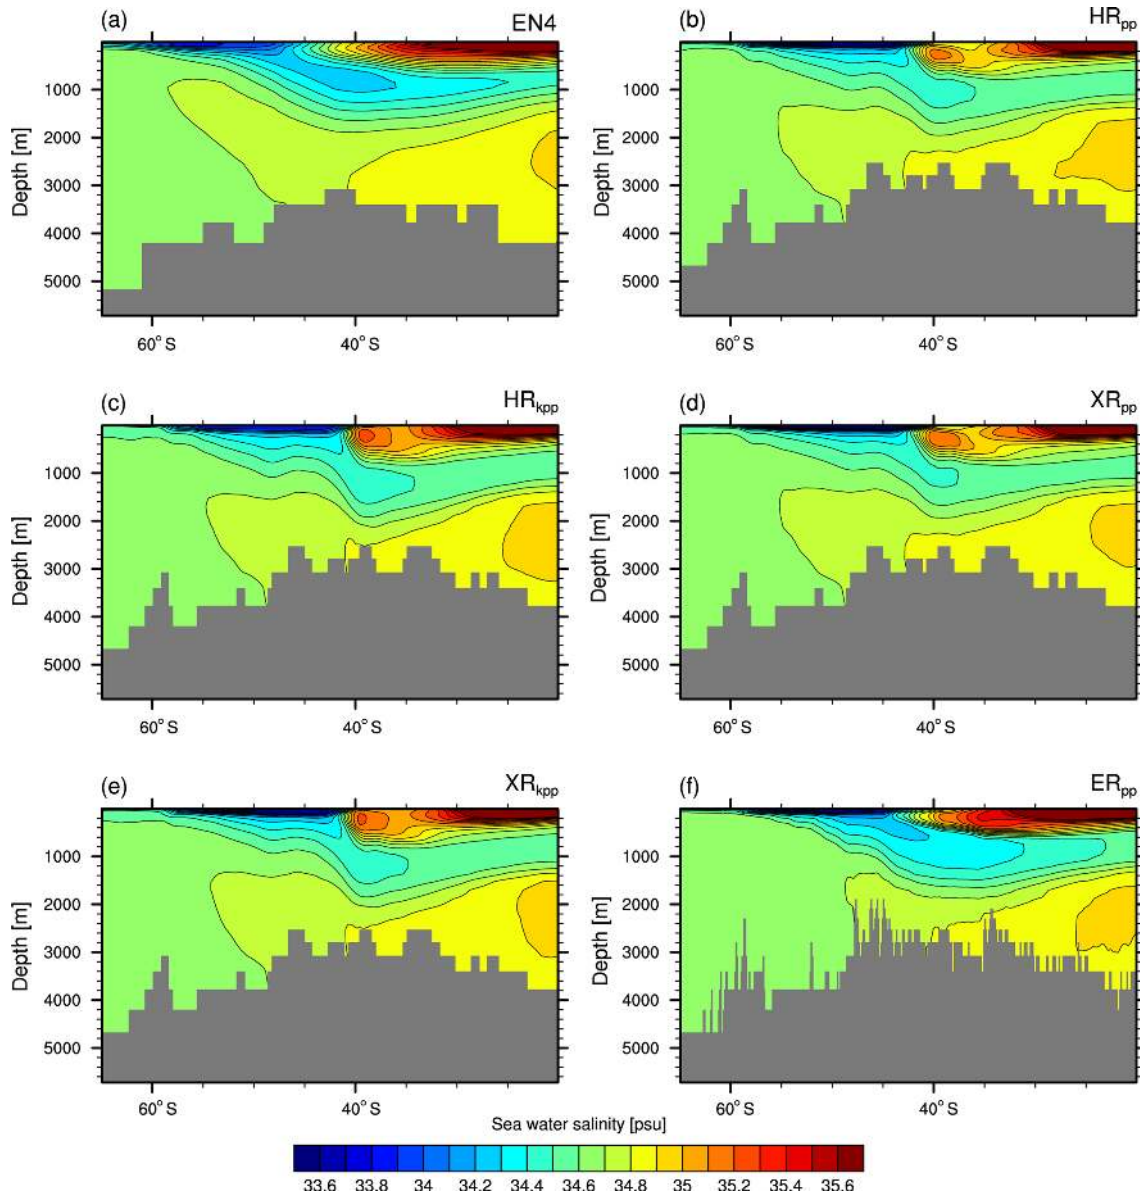 (a) EN4
(b) HRpp
Depth [m]
1000
2000
3000
4000
5000
60° S 40° S
Depth [m]
1000
2000
3000
4000
5000
60° S 40° S
(c) HRkpp
(d) XRpp
Depth [m]
1000
2000
3000
4000
5000
60° S 40° S
Depth [m]
1000
2000
3000
4000
5000
60° S 40° S
(e) XRkpp
(f) ERpp
Depth [m]
1000
2000
3000
4000
5000
60° S 40° S
Depth [m]
1000
2000
3000
4000
5000
60° S 40° S
Sea water salinity [psu]
33.6 33.8 34 34.2 34.4 34.6 34.8 35 35.2 35.4 35.6